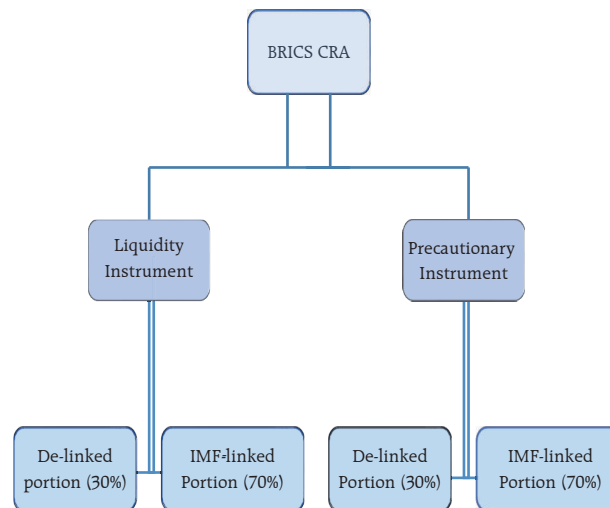 BRICS CRA
Liquidity
Instrument
Precautionary
Instrument
De-linked
portion (30%)
IMF-linked
Portion (70%)
De-linked
Portion (30%)
IMF-linked
Portion (70%)